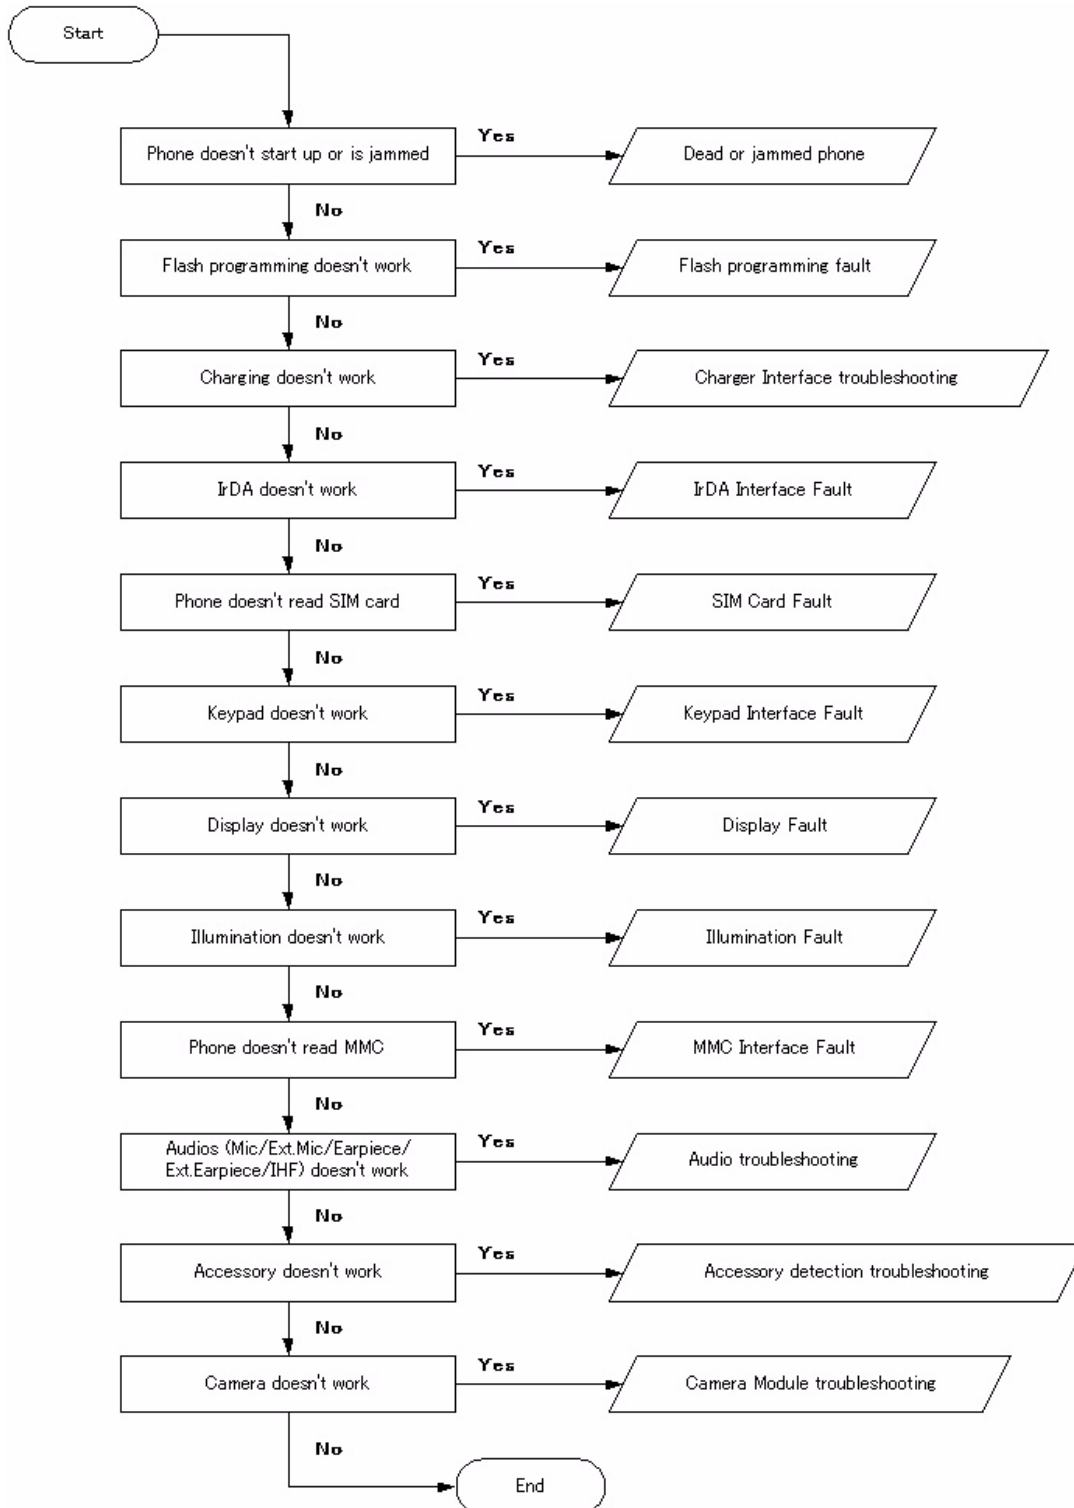 Start
Phone doesn't start up or is jammed
Yes
Dead or jammed phone
No
Flash programming doesn't work
Yes
Flash programming fault
No
Charging doesn't work
Yes
Charger Interface troubleshooting
No
IrDA doesn't work
Yes
IrDA Interface Fault
No
Phone doesn't read SIM card
Yes
SIM Card Fault
No
Keypad doesn't work
Yes
Keypad Interface Fault
No
Display doesn't work
Yes
Display Fault
No
Illumination doesn't work
Yes
Illumination Fault
No
Phone doesn't read MMC
Yes
MMC Interface Fault
No
Audios (Mic/Ext.Mic/Earpiece/
Ext.Earpiece/IHF) doesn't work
Yes
Audio troubleshooting
No
Accessory doesn't work
Yes
Accessory detection troubleshooting
No
Camera doesn't work
Yes
Camera Module troubleshooting
No
End